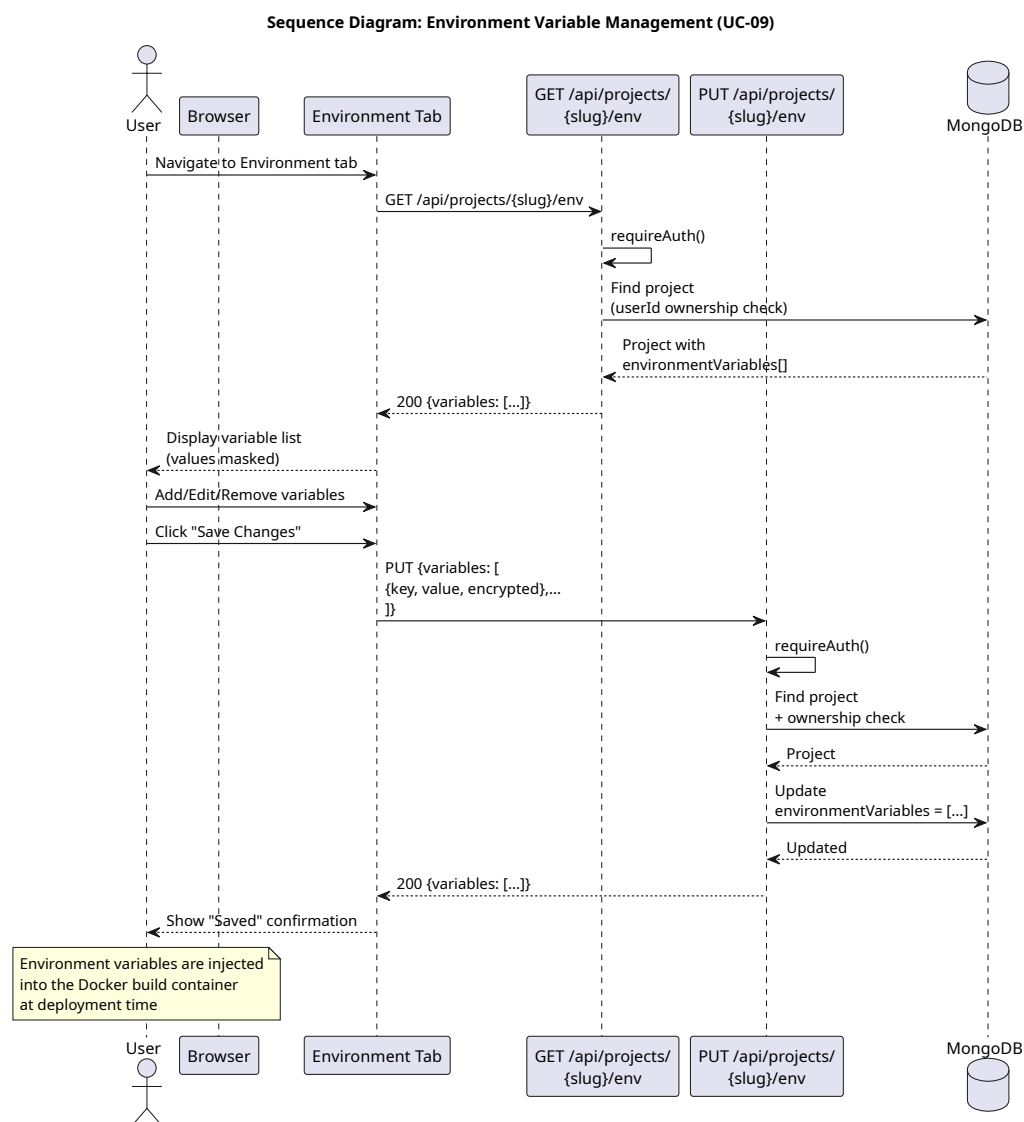 Sequence Diagram: Environment Variable Management (UC-09)
User
Browser
Environment Tab
GET /api/projects/
{slug}/env
PUT /api/projects/
{slug}/env
MongoDB
Navigate to Environment tab
GET /api/projects/{slug}/env
requireAuth()
Find project
(userId ownership check)
Project with
environmentVariables[]
200 {variables: [...]}
Display variable list
(values masked)
Add/Edit/Remove variables
Click "Save Changes"
PUT {variables: [
{key, value, encrypted},...
]}
requireAuth()
Find project
+ ownership check
Project
Update
environmentVariables = [...]
Updated
200 {variables: [...]}
Show "Saved" confirmation
Environment variables are injected
into the Docker build container
at deployment time
User
Browser
Environment Tab
GET /api/projects/
{slug}/env
PUT /api/projects/
{slug}/env
MongoDB